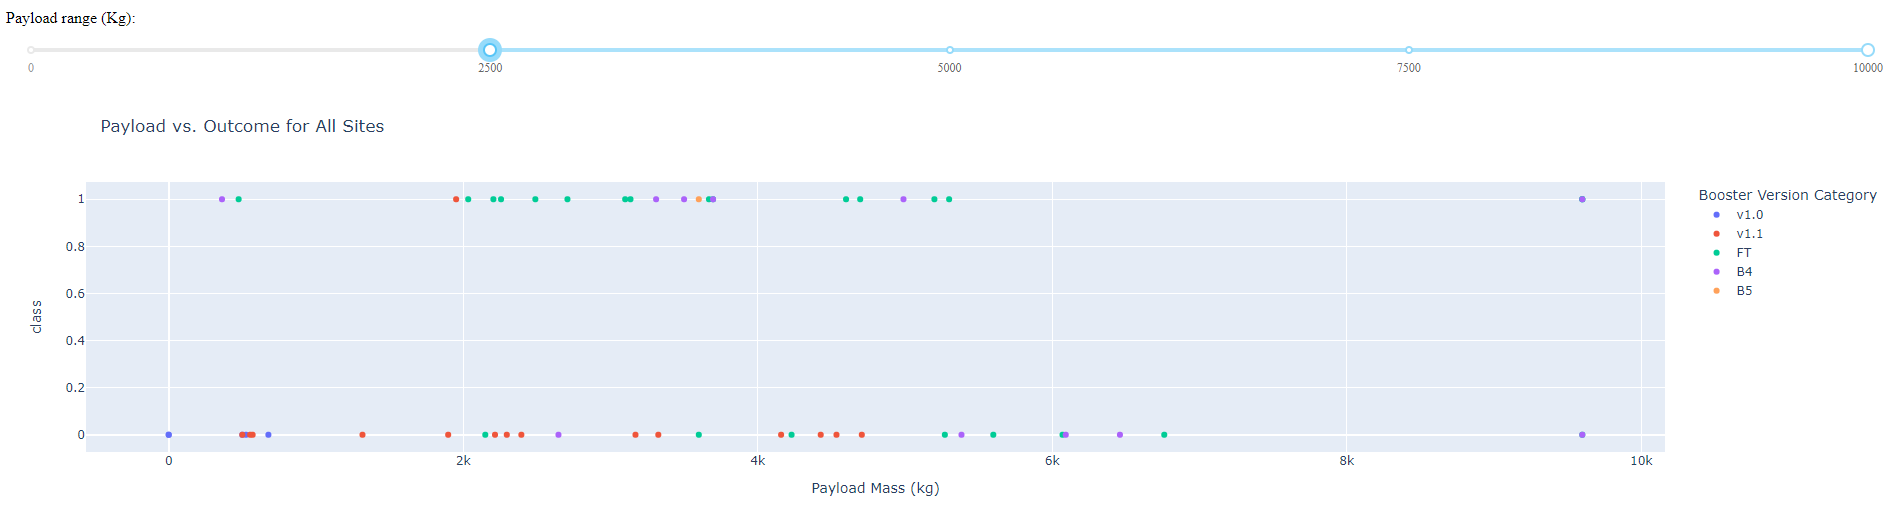 Payload range (Kg):
0 2500 5000 7500 10000
Payload vs. Outcome for All Sites
Booster Version Category
v1.0
v1.1
FT
B4
B5
class
1
0.8
0.6
0.4
0.2
0
0 2k 4k 6k 8k 10k
Payload Mass (kg)